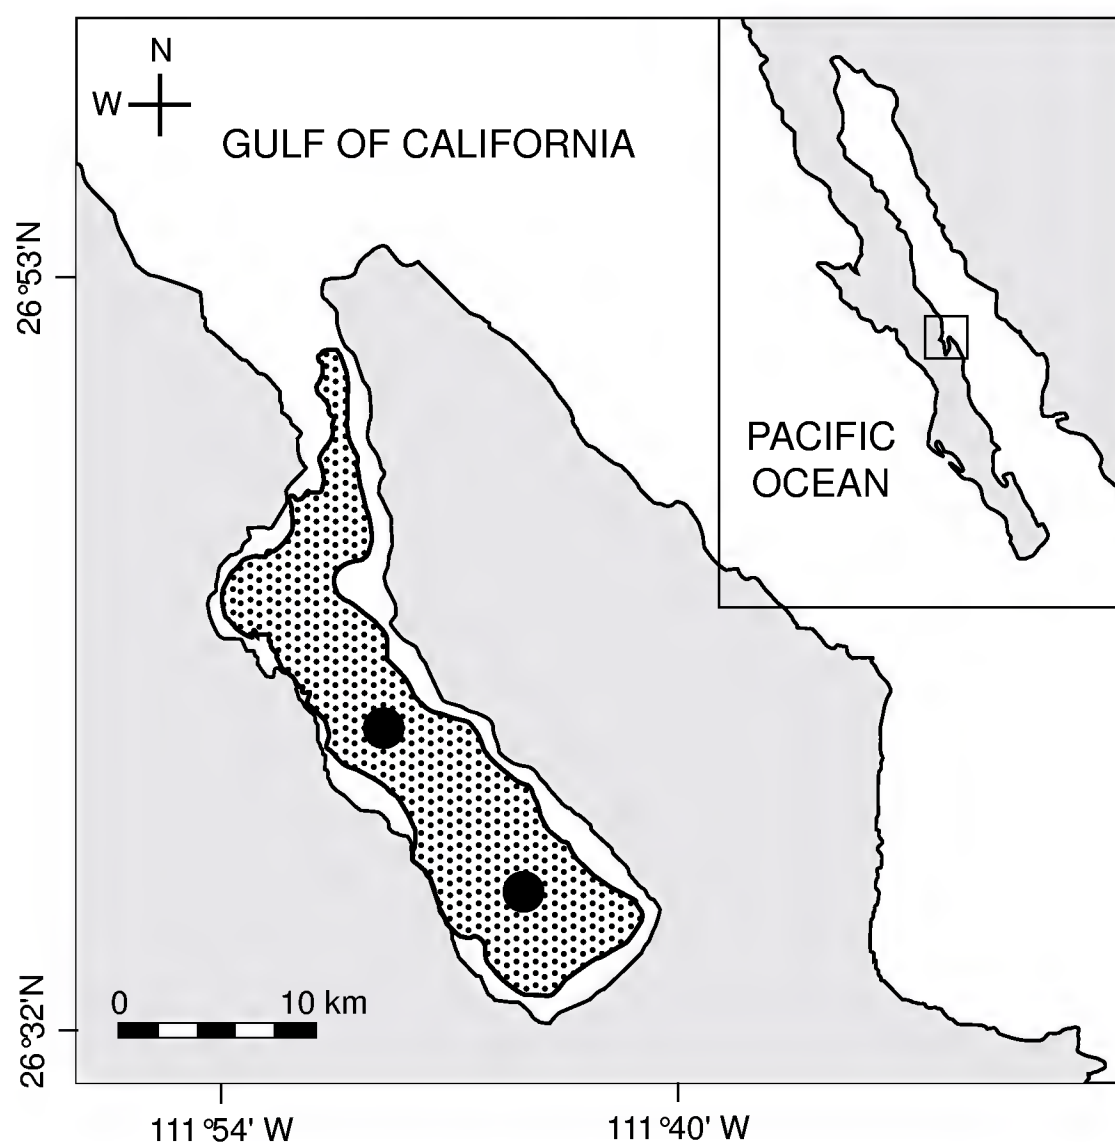 N
W
GULF OF CALIFORNIA
26°53'N
PACIFIC
OCEAN
0 10 km
26°32'N
111°54' W 111°40' W